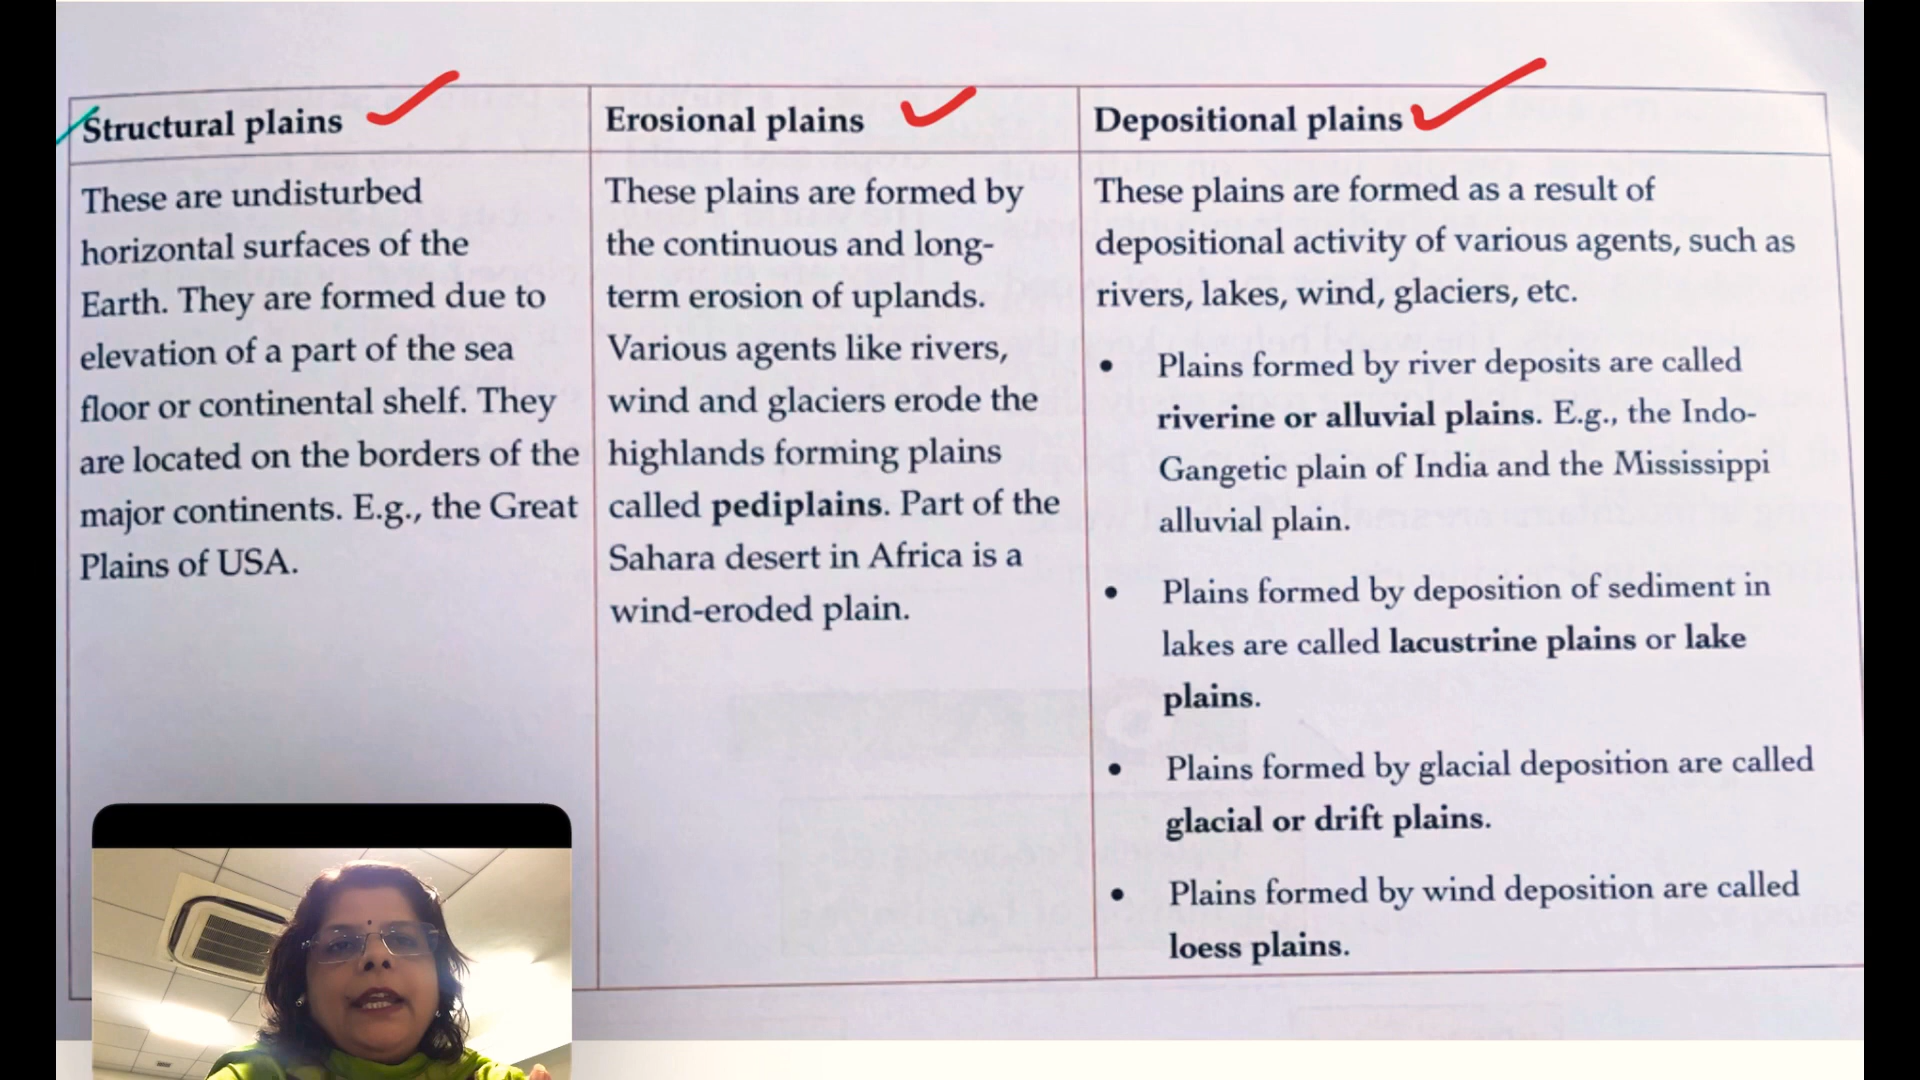 Structural plains
These are undisturbed
horizontal surfaces of the
Earth. They are formed due to
elevation of a part of the sea
floor or continental shelf. They
are located on the borders of the
major continents. E.g., the Great
Plains of USA.
Erosional plains
These plains are formed by
the continuous and long-
term erosion of uplands.
Various agents like rivers,
wind and glaciers erode the
highlands forming plains
called pediplains. Part of the
Sahara desert in Africa is a
wind-eroded plain.
Depositional plains
These plains are formed as a result of
depositional activity of various agents, such as
rivers, lakes, wind, glaciers, etc.
• Plains formed by river deposits are called
riverine or alluvial plains. E.g., the Indo-
Gangetic plain of India and the Mississippi
alluvial plain.
• Plains formed by deposition of sediment in
lakes are called lacustrine plains or lake
plains.
• Plains formed by glacial deposition are called
glacial or drift plains.
• Plains formed by wind deposition are called
loess plains.